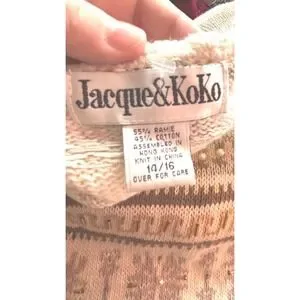 Jacque&KoKo
55% RAMIE
45% COTTON
ASSEMBLED IN
HONG KONG
KNIT IN CHINA
14/16
OVER FOR CARE